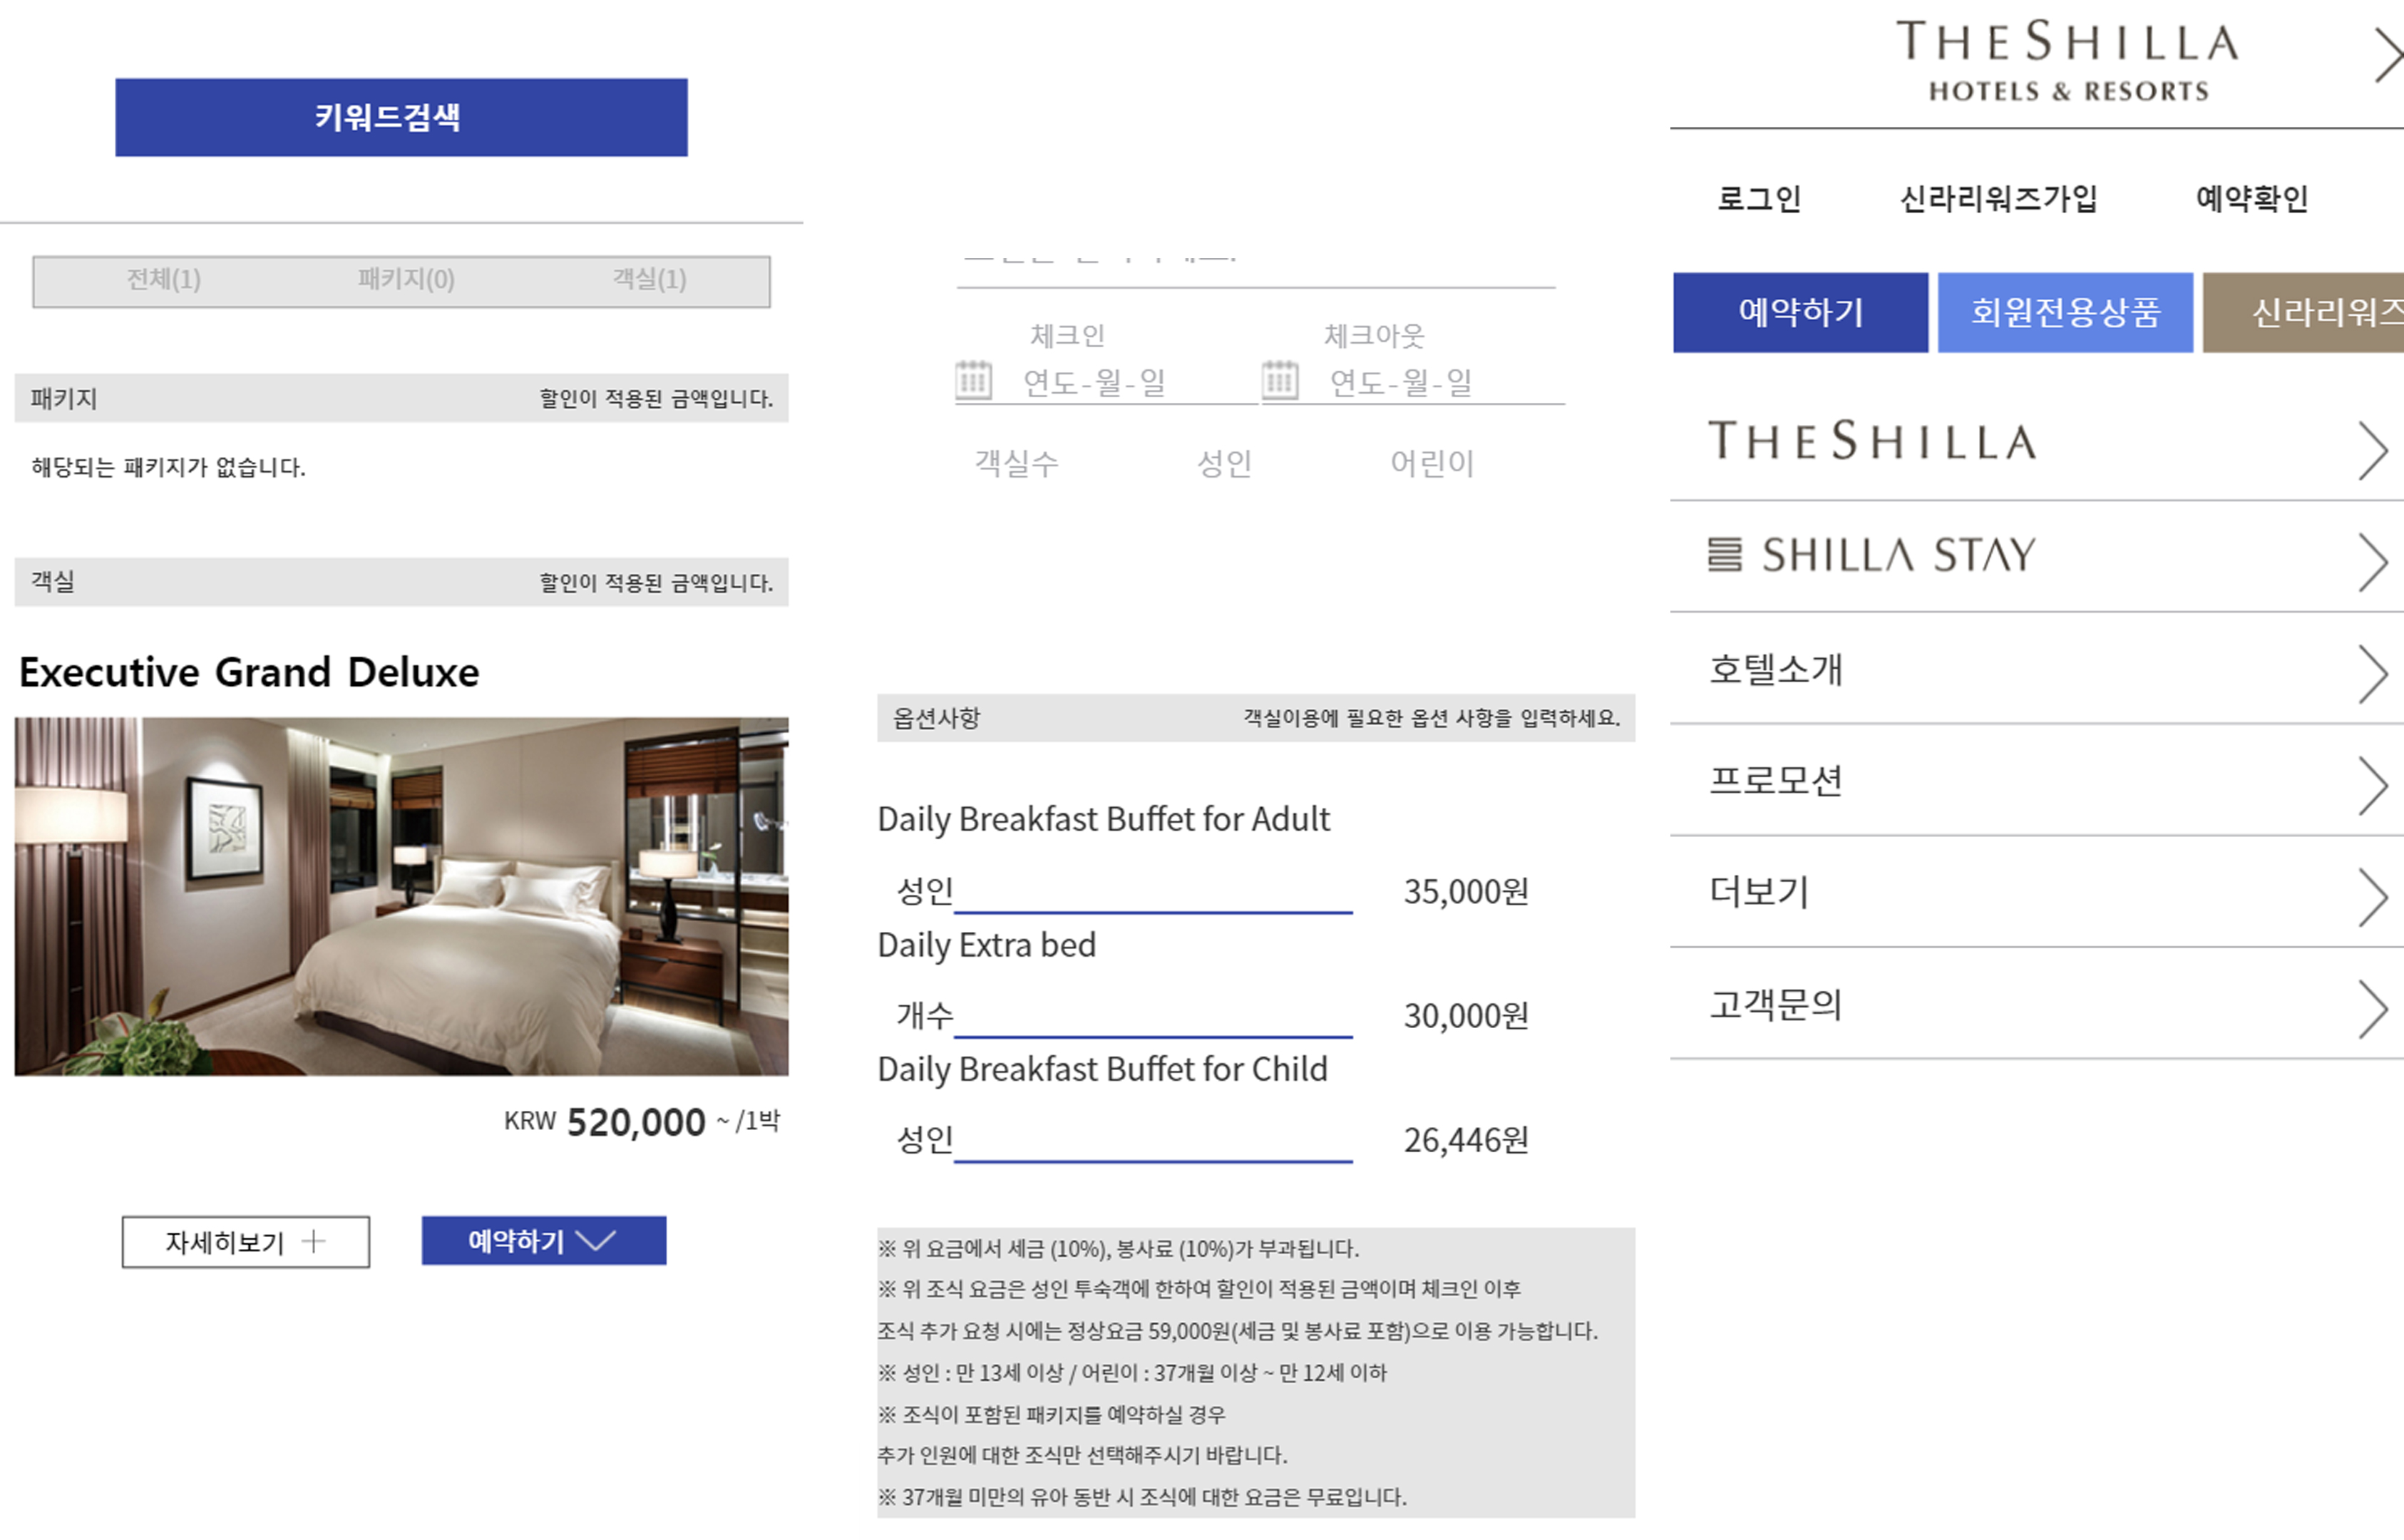 키워드검색
전체(1) 패키지(0) 객실(1)
패키지 할인이 적용된 금액입니다.
해당되는 패키지가 없습니다.
객실 할인이 적용된 금액입니다.
Executive Grand Deluxe
KRW 520,000 ~ /1박
자세히보기
예약하기
체크인 체크아웃
연도-월-일 연도-월-일
객실수 성인 어린이
옵션사항 객실이용에 필요한 옵션 사항을 입력하세요.
Daily Breakfast Buffet for Adult
성인 35,000원
Daily Extra bed
개수 30,000원
Daily Breakfast Buffet for Child
성인 26,446원
※ 위 요금에서 세금 (10%), 봉사료 (10%)가 부과됩니다.
※ 위 조식 요금은 성인 투숙객에 한하여 할인이 적용된 금액이며 체크인 이후
조식 추가 요청 시에는 정상요금 59,000원(세금 및 봉사료 포함)으로 이용 가능합니다.
※ 성인 : 만 13세 이상 / 어린이 : 37개월 이상 ~ 만 12세 이하
※ 조식이 포함된 패키지를 예약하실 경우
추가 인원에 대한 조식만 선택해주시기 바랍니다.
※ 37개월 미만의 유아 동반 시 조식에 대한 요금은 무료입니다.
THE SHILLA
HOTELS & RESORTS
로그인 신라리워즈가입 예약확인
예약하기 회원전용상품 신라리워즈
THE SHILLA
SHILLA STAY
호텔소개
프로모션
더보기
고객문의